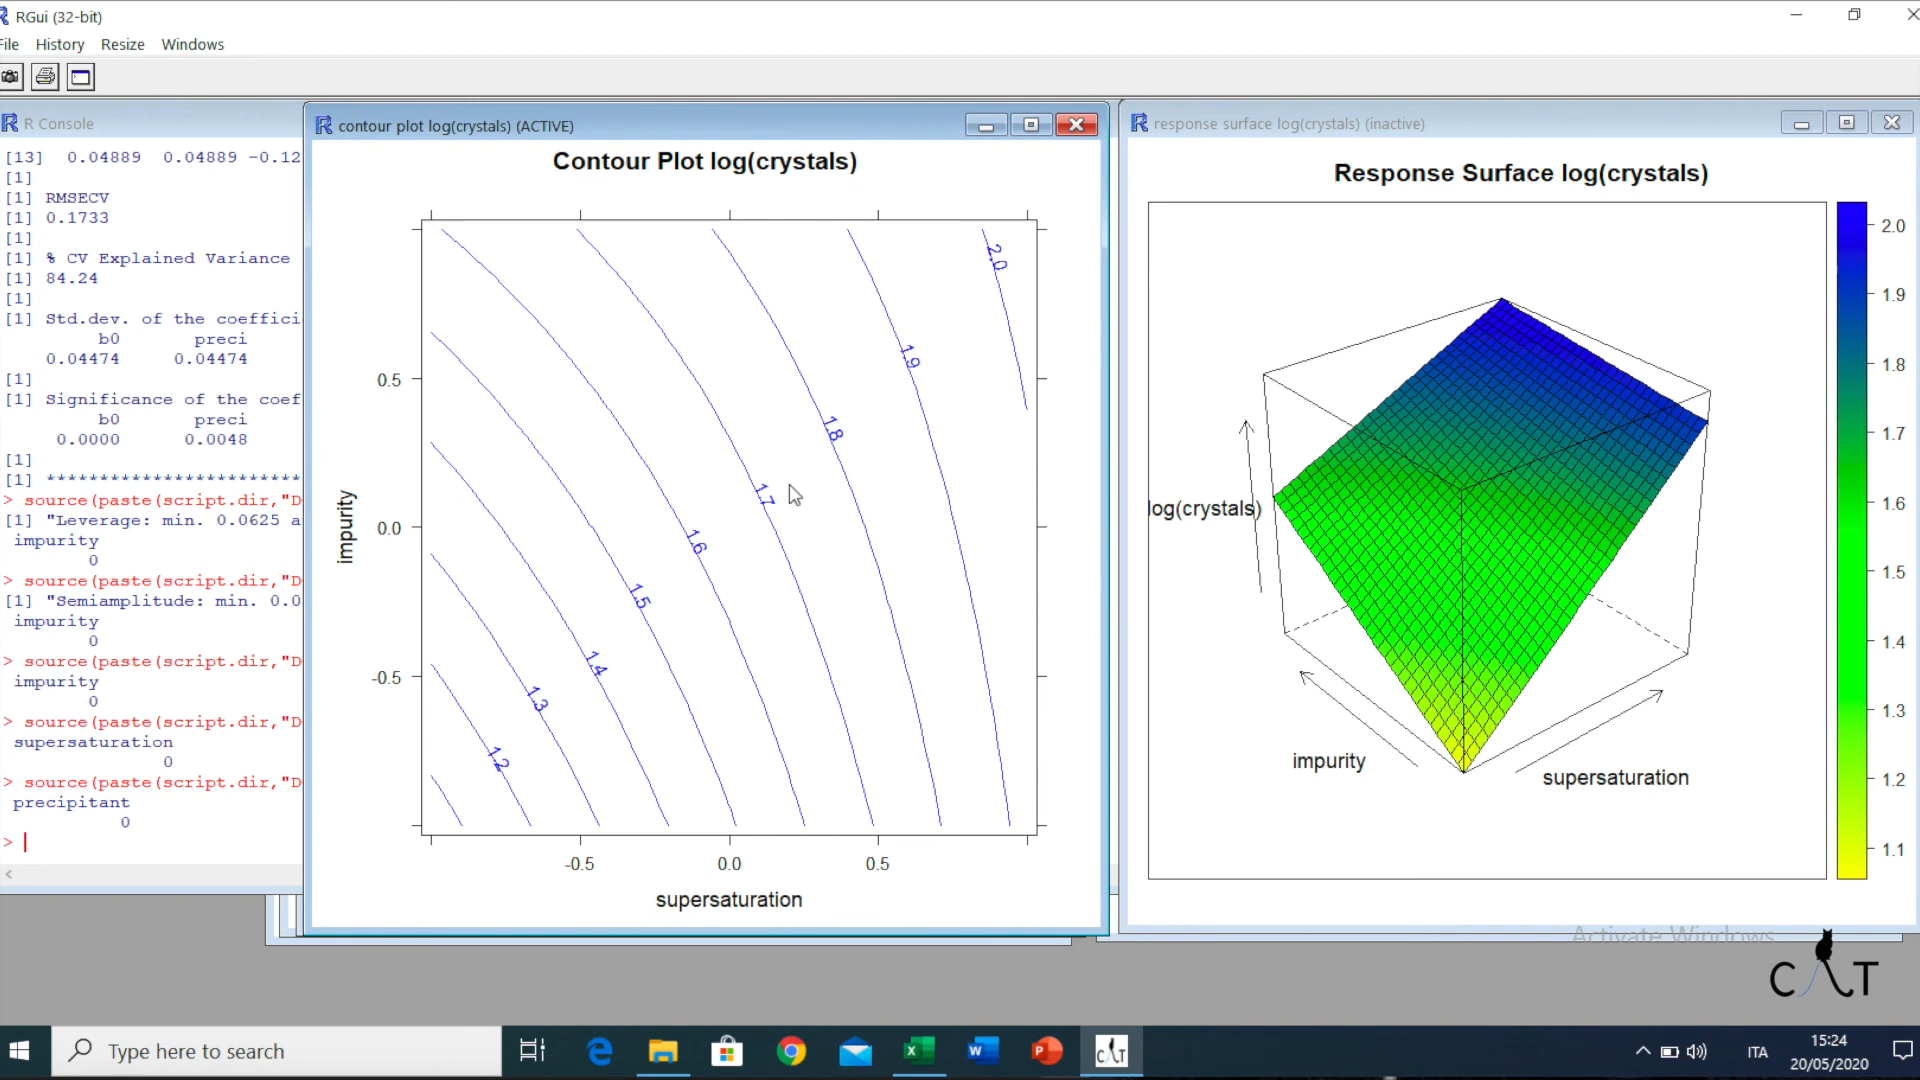 RGui (32-bit)
File History Resize Windows
R Console
[13] 0.04889 0.04889 -0.12
[1]
[1] RMSECV
[1] 0.1733
[1]
[1] % CV Explained Variance
[1] 84.24
[1]
[1] Std.dev. of the coeffici
b0 preci
0.04474 0.04474
[1]
[1] Significance of the coef
b0 preci
0.0000 0.0048
[1]
[1] *************************
> source(paste(script.dir,"D
[1] "Leverage: min. 0.0625 a
impurity
0
> source(paste(script.dir,"D
[1] "Semiamplitude: min. 0.0
impurity
0
> source(paste(script.dir,"D
impurity
0
> source(paste(script.dir,"D
supersaturation
0
> source(paste(script.dir,"D
precipitant
0
>
contour plot log(crystals) (ACTIVE)
Contour Plot log(crystals)
2.0
1.9
1.8
1.7
1.6
1.5
1.4
1.3
1.2
0.5
0.0
-0.5
impurity
-0.5 0.0 0.5
supersaturation
response surface log(crystals) (inactive)
Response Surface log(crystals)
log(crystals)
impurity
supersaturation
2.0
1.9
1.8
1.7
1.6
1.5
1.4
1.3
1.2
1.1
Activate Windows
CAT
Type here to search
CAT
ITA
15:24
20/05/2020